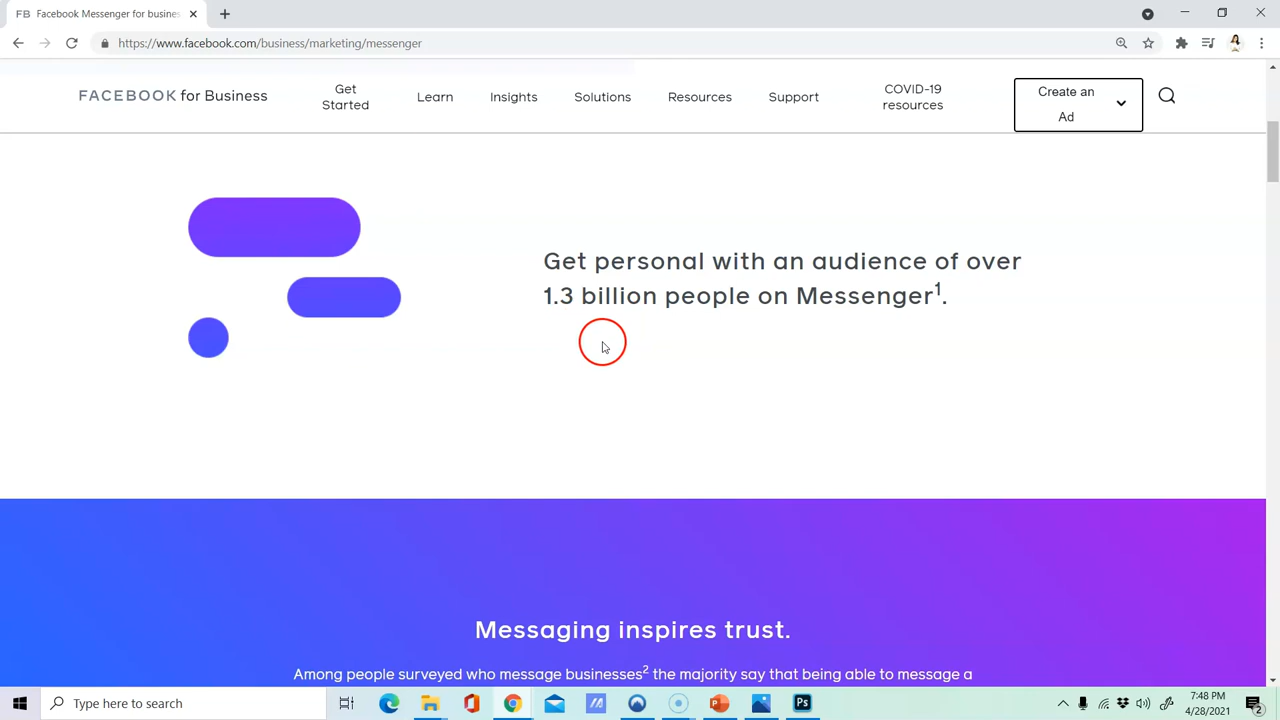 FB Facebook Messenger for busines
https://www.facebook.com/business/marketing/messenger
FACEBOOK for Business
Get
Started
Learn
Insights
Solutions
Resources
Support
COVID-19
resources
Create an
Ad
Get personal with an audience of over
1.3 billion people on Messenger¹.
Messaging inspires trust.
Among people surveyed who message businesses² the majority say that being able to message a
Type here to search
Ps
7:48 PM
4/28/2021
2